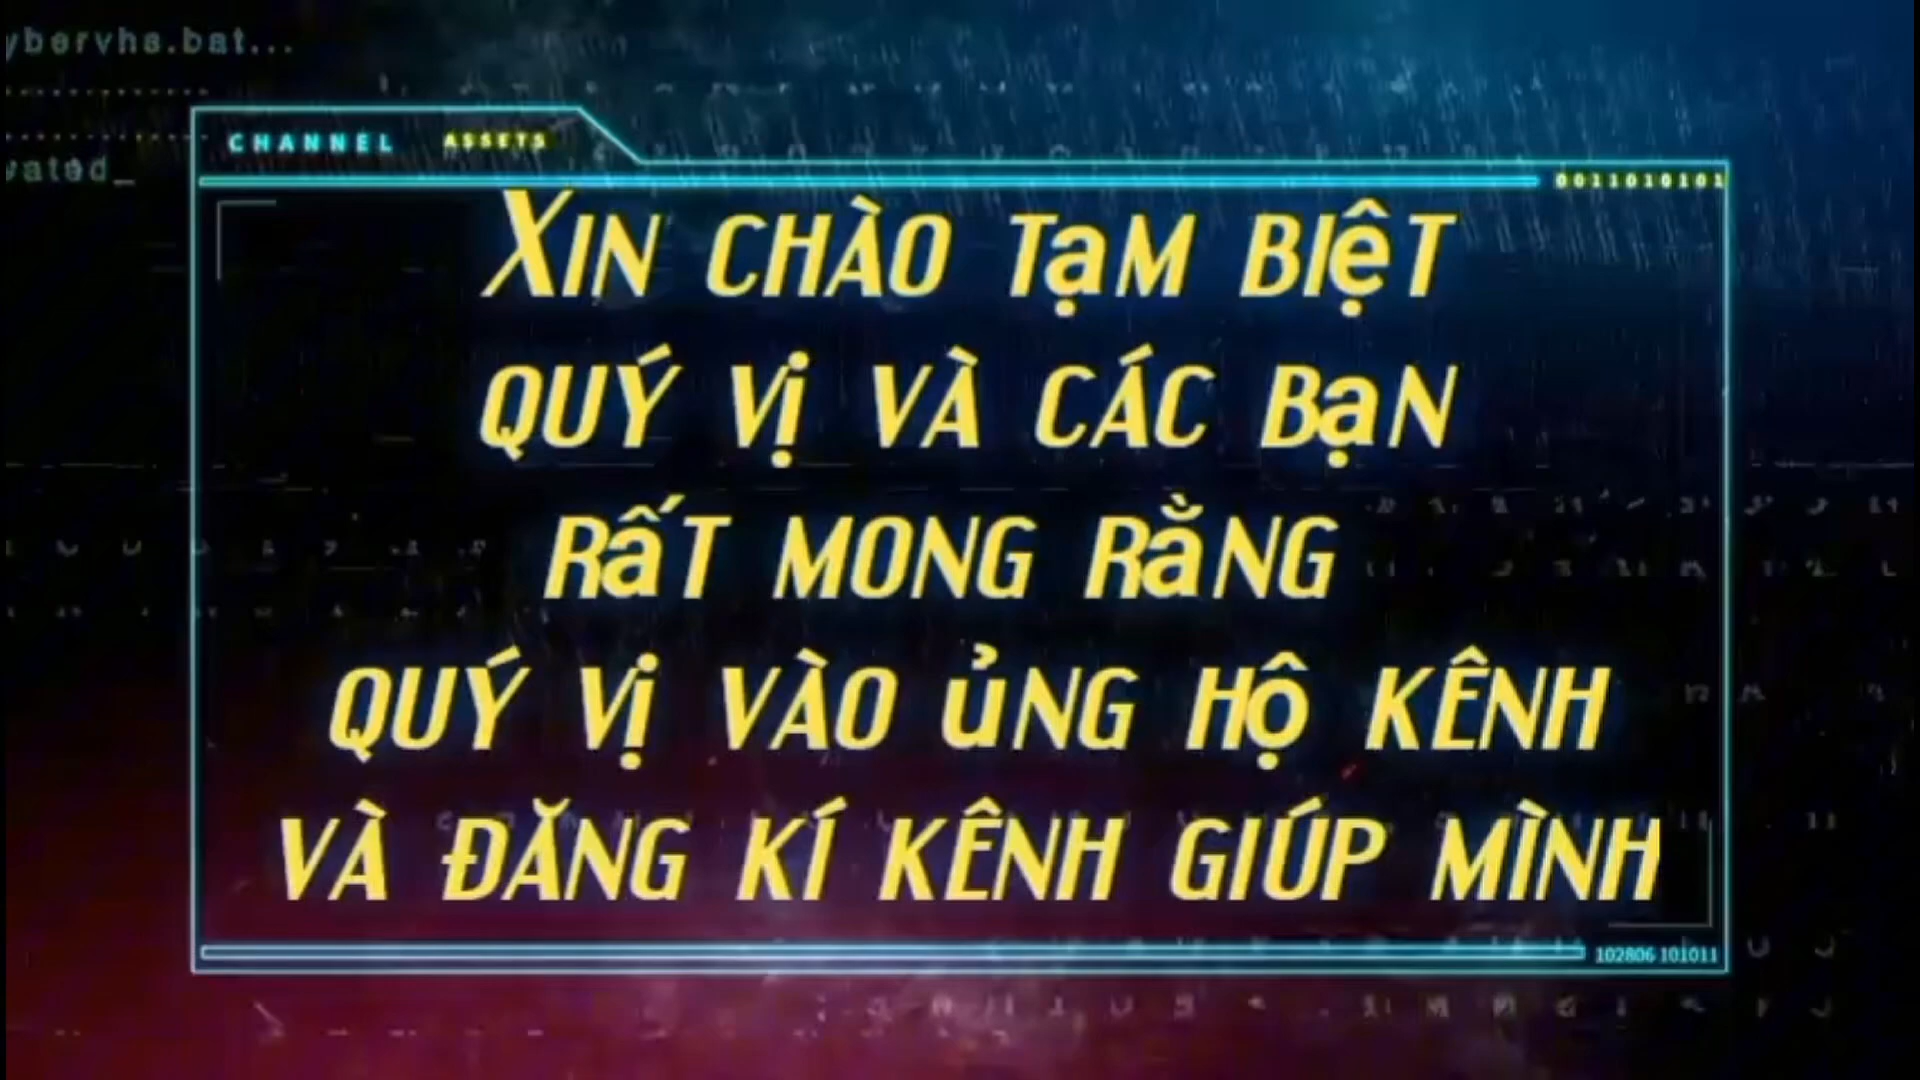 ybervhs.bat...
CHANNEL ASSETS
vated_
0011010101
XIN CHÀO TạM BIệT
QUÝ Vị VÀ CÁC BạN
RấT MONG RằNG
QUÝ Vị VÀO ủNG Hộ KÊNH
VÀ ĐĂNG KÍ KÊNH GIÚP MÌNH
102806 101011